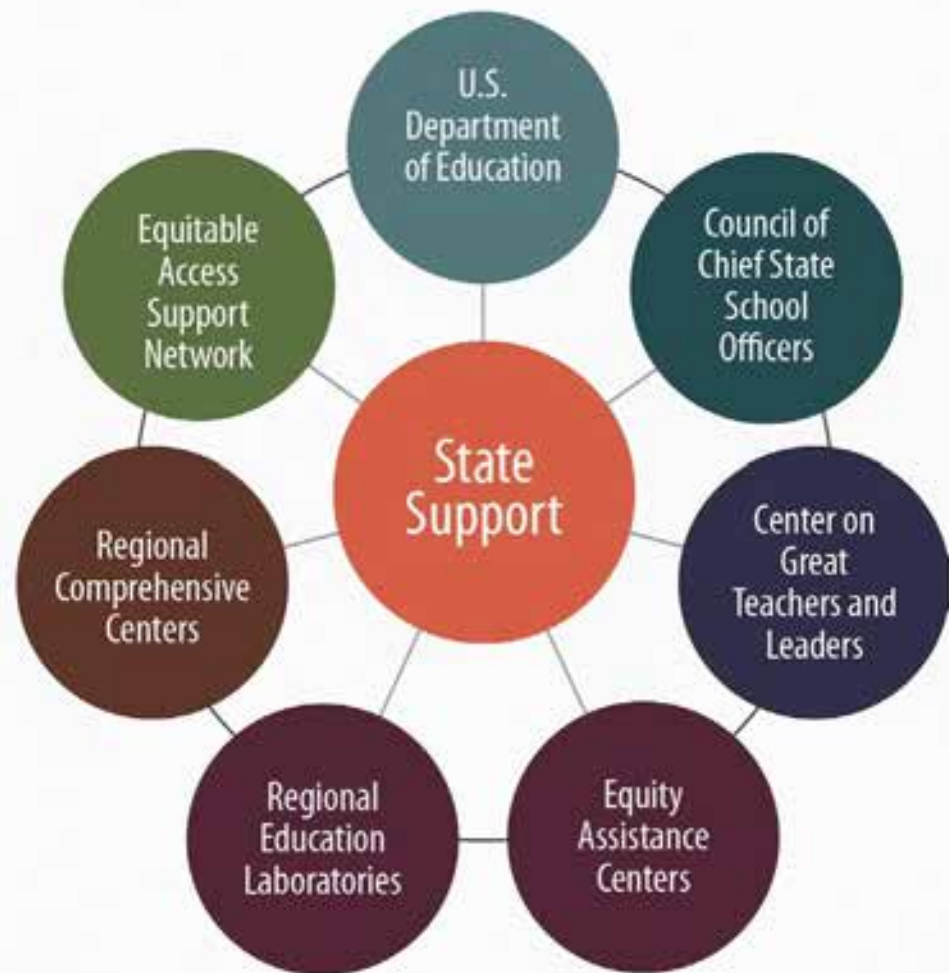 U.S.
Department
of Education
Council of
Chief State
School
Officers
Center on
Great
Teachers and
Leaders
Equity
Assistance
Centers
Regional
Education
Laboratories
Regional
Comprehensive
Centers
Equitable
Access
Support
Network
State
Support